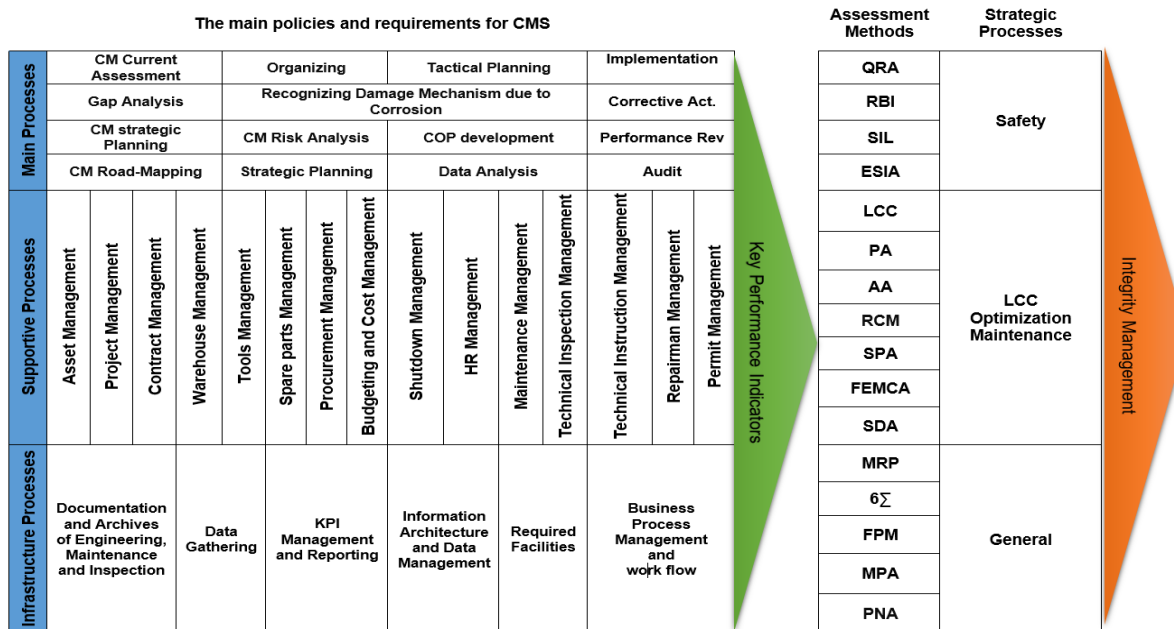 The main policies and requirements for CMS
Assessment
Methods
Strategic
Processes
Main Processes
CM Current
Assessment
Organizing
Tactical Planning
Implementation
Gap Analysis
Recognizing Damage Mechanism due to
Corrosion
Corrective Act.
CM strategic
Planning
CM Risk Analysis
COP development
Performance Rev
CM Road-Mapping
Strategic Planning
Data Analysis
Audit
Supportive Processes
Asset Management
Project Management
Contract Management
Warehouse Management
Tools Management
Spare parts Management
Procurement Management
Budgeting and Cost Management
Shutdown Management
HR Management
Maintenance Management
Technical Inspection Management
Technical Instruction Management
Repairman Management
Permit Management
Infrastructure Processes
Documentation
and Archives
of Engineering,
Maintenance
and Inspection
Data
Gathering
KPI
Management
and Reporting
Information
Architecture
and Data
Management
Required
Facilities
Business
Process
Management
and
work flow
Key Performance Indicators
QRA
RBI
SIL
ESIA
LCC
PA
AA
RCM
SPA
FEMCA
SDA
MRP
6∑
FPM
MPA
PNA
Safety
LCC
Optimization
Maintenance
General
Integrity Management